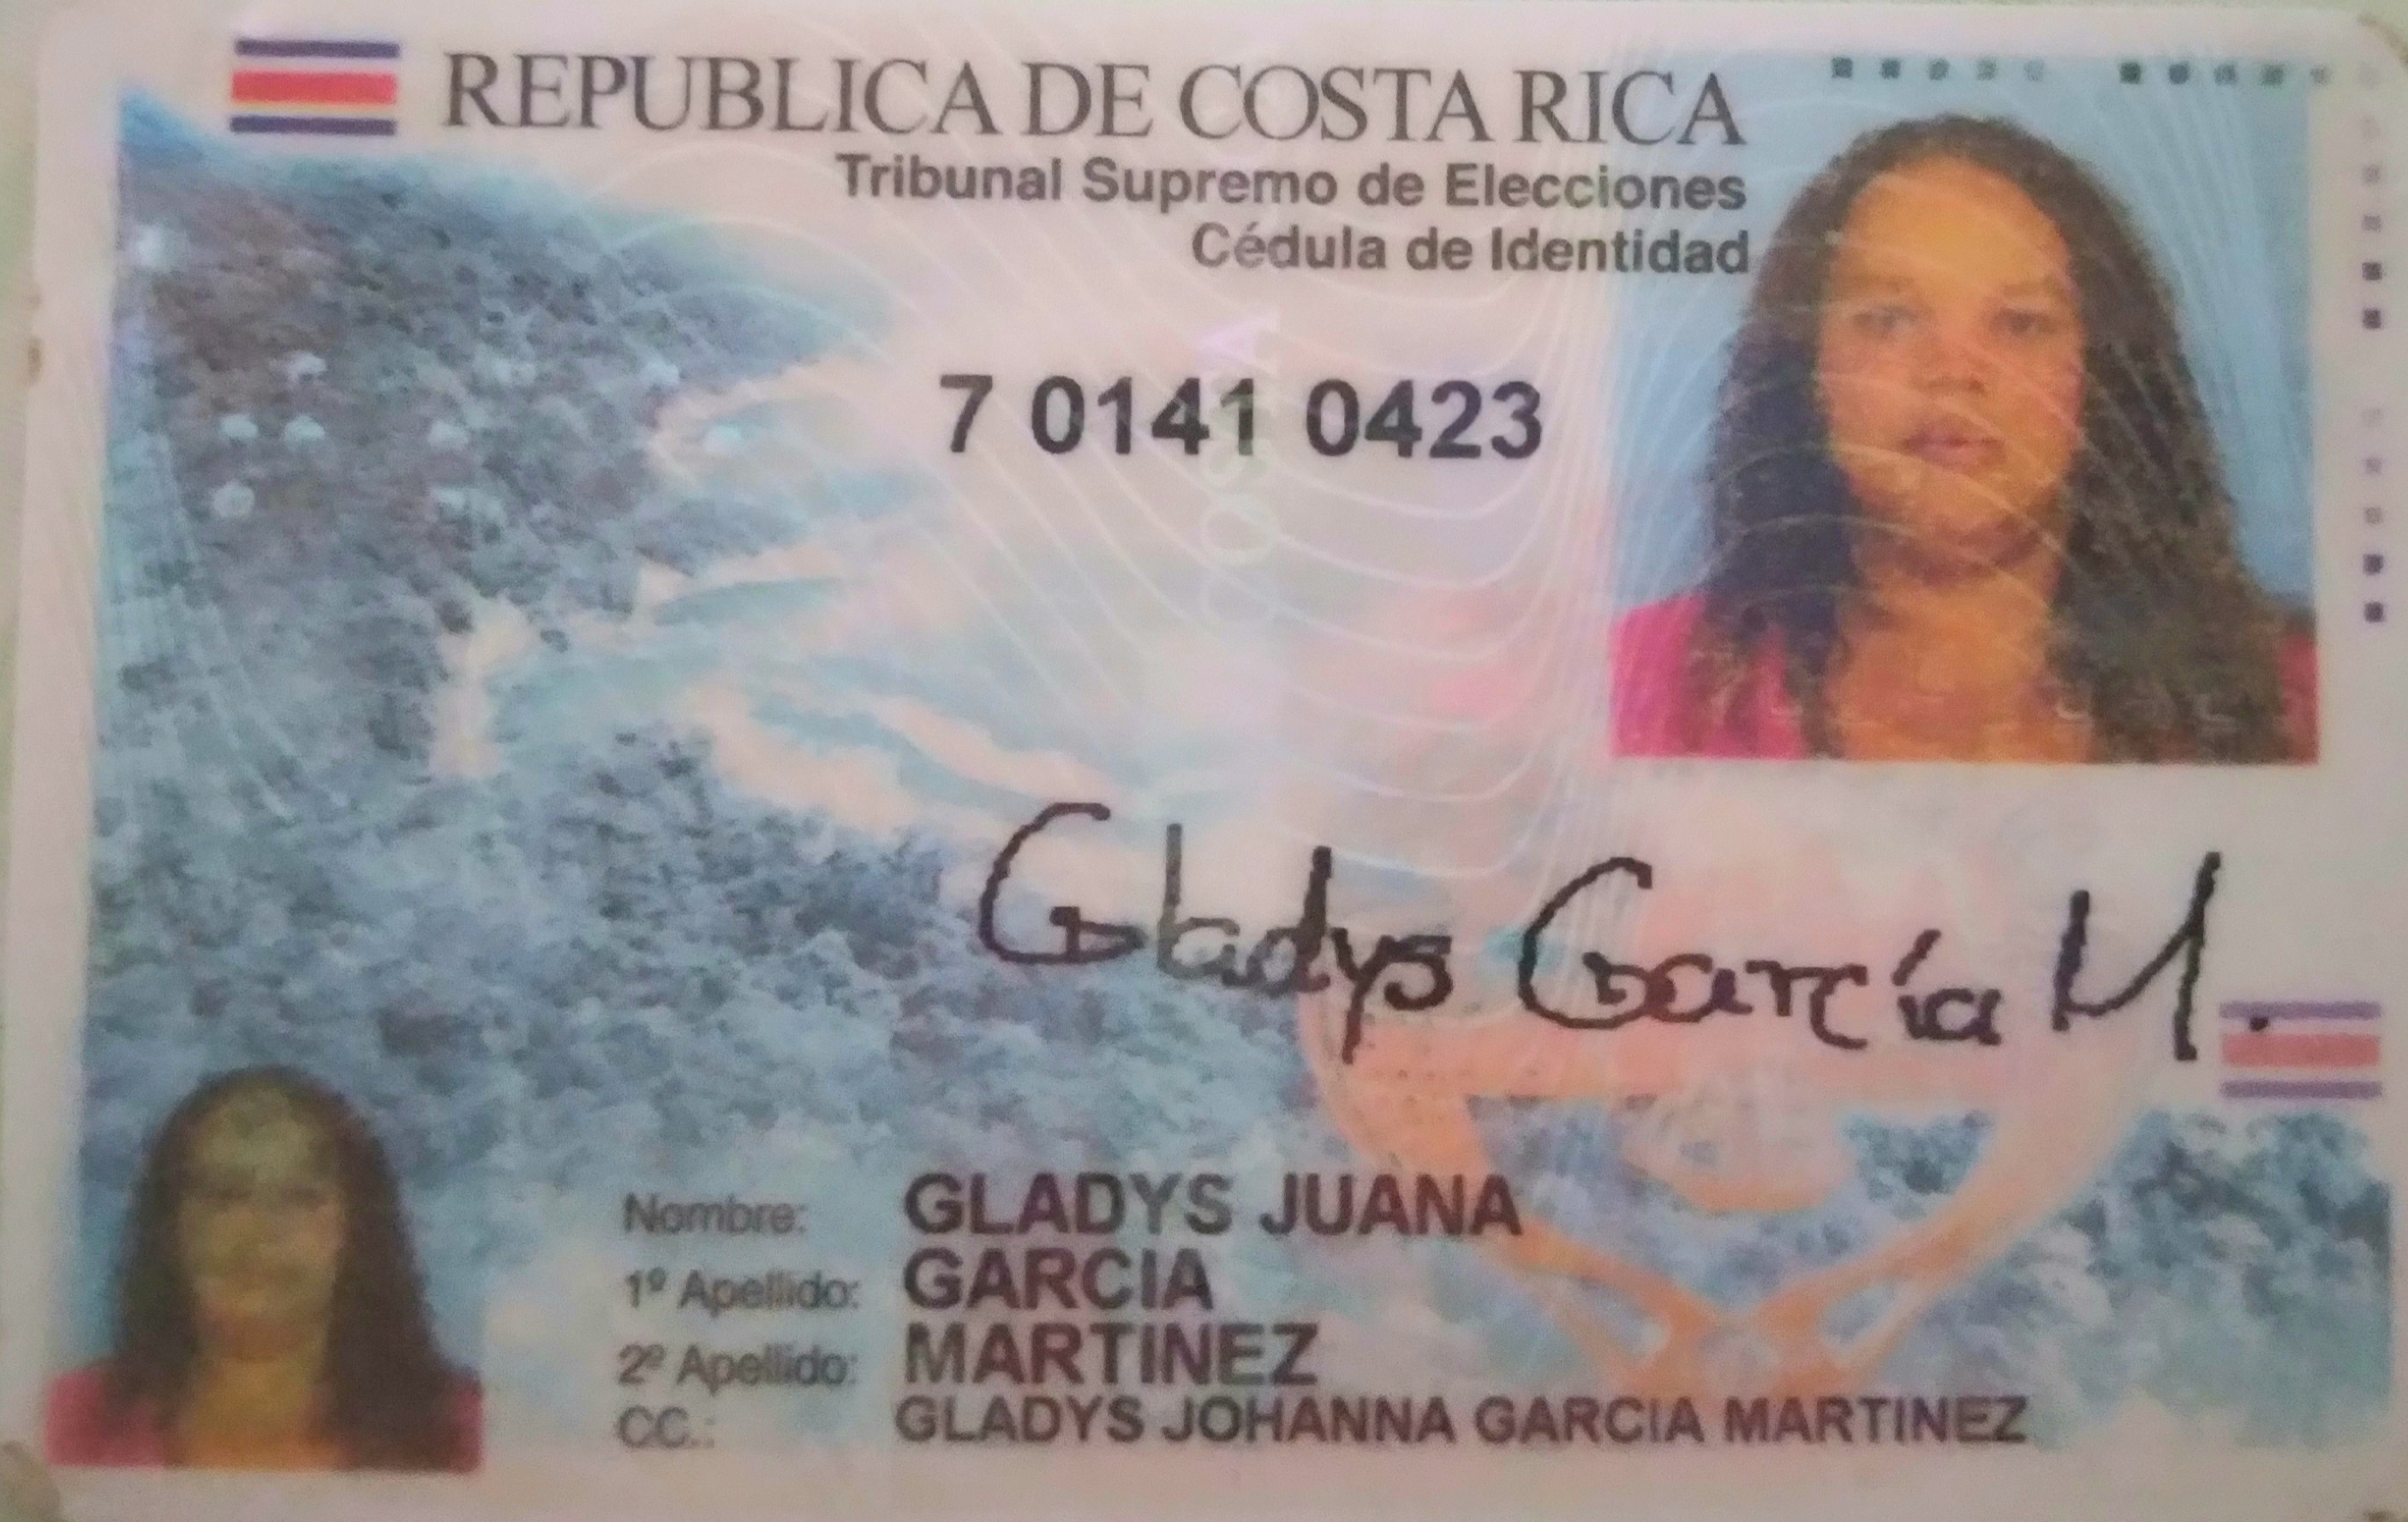 REPUBLICA DE COSTA RICA
Tribunal Supremo de Elecciones
Cédula de Identidad
7 0141 0423
Gladys García M.
Nombre: GLADYS JUANA
1º Apellido: GARCIA
2º Apellido: MARTINEZ
CC.: GLADYS JOHANNA GARCIA MARTINEZ